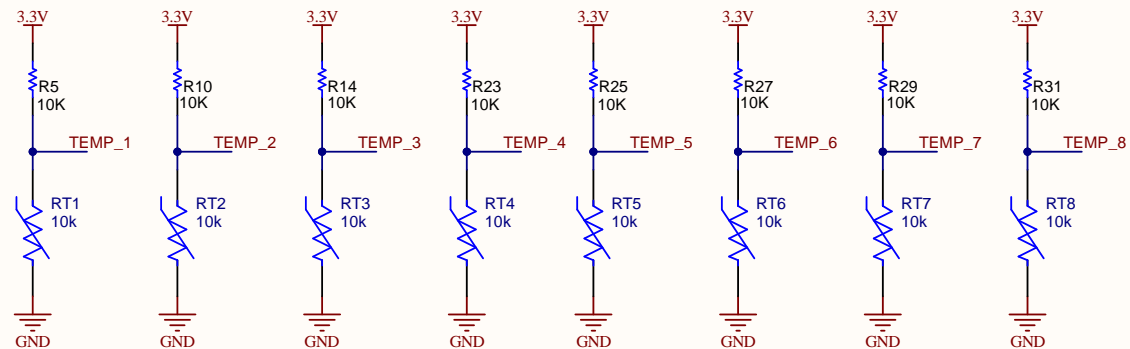 3.3V 3.3V 3.3V 3.3V 3.3V 3.3V 3.3V 3.3V
R5 R10 R14 R23 R25 R27 R29 R31
10K 10K 10K 10K 10K 10K 10K 10K
TEMP_1 TEMP_2 TEMP_3 TEMP_4 TEMP_5 TEMP_6 TEMP_7 TEMP_8
RT1 RT2 RT3 RT4 RT5 RT6 RT7 RT8
10k 10k 10k 10k 10k 10k 10k 10k
GND GND GND GND GND GND GND GND